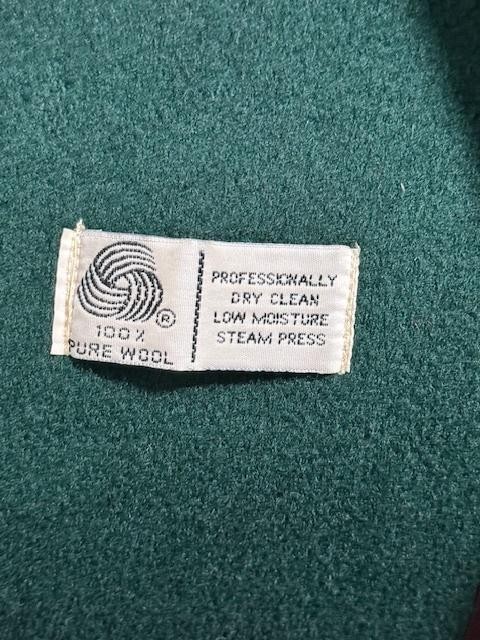 ®
100%
PURE WOOL
PROFESSIONALLY
DRY CLEAN
LOW MOISTURE
STEAM PRESS